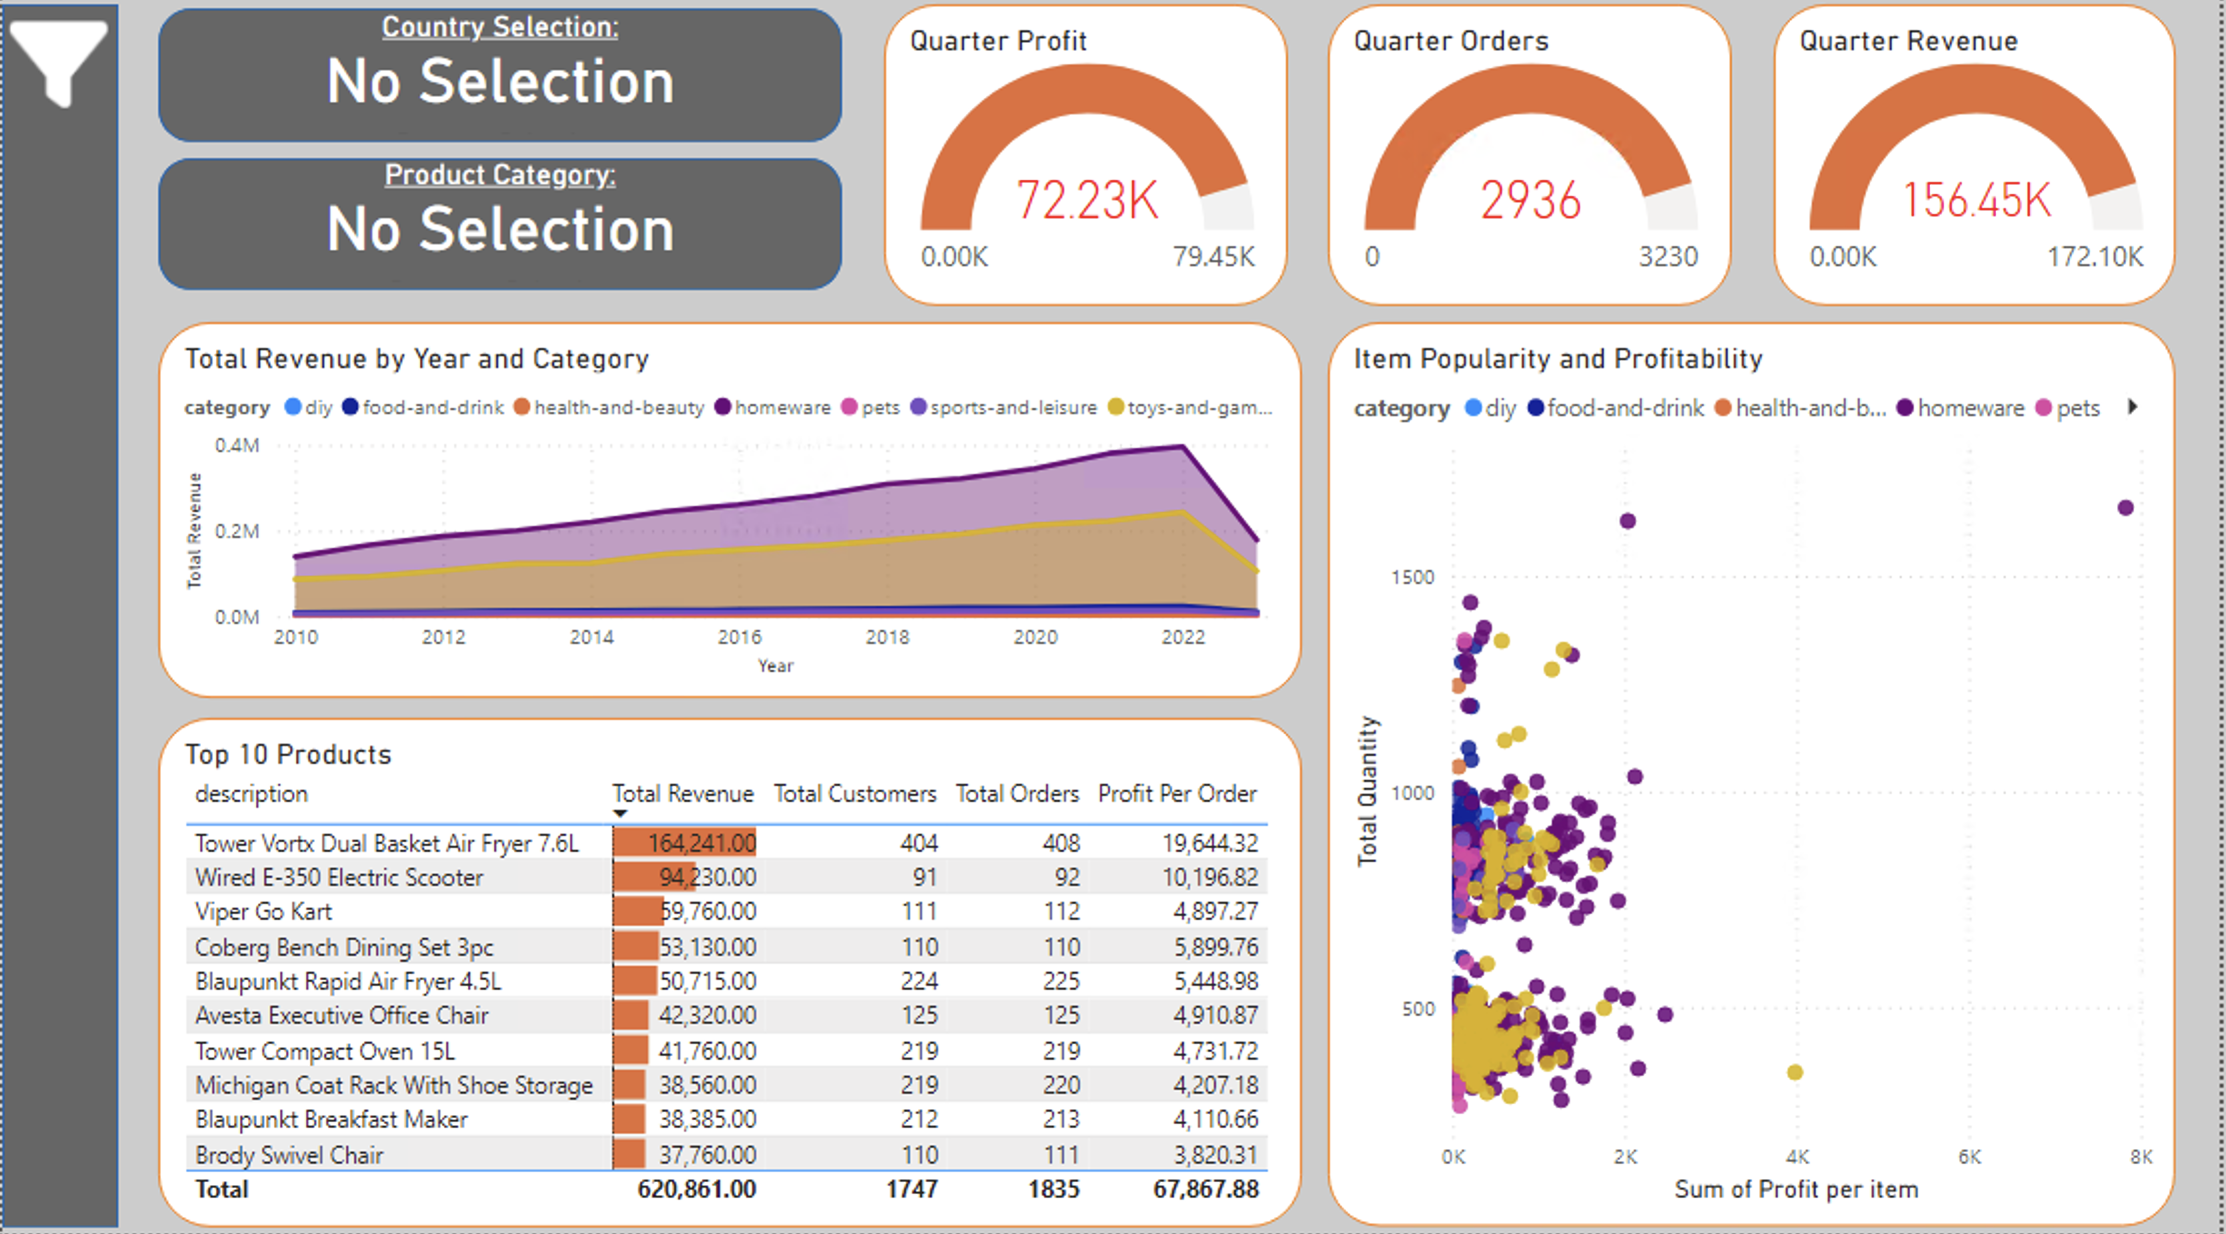 Country Selection:
No Selection
Product Category:
No Selection
Quarter Profit
72.23K
0.00K 79.45K
Quarter Orders
2936
0 3230
Quarter Revenue
156.45K
0.00K 172.10K
Total Revenue by Year and Category
category diy food-and-drink health-and-beauty homeware pets sports-and-leisure toys-and-gam...
Total Revenue
0.4M
0.2M
0.0M
2010 2012 2014 2016 2018 2020 2022
Year
Top 10 Products
description Total Revenue Total Customers Total Orders Profit Per Order
Tower Vortx Dual Basket Air Fryer 7.6L 164,241.00 404 408 19,644.32
Wired E-350 Electric Scooter 94,230.00 91 92 10,196.82
Viper Go Kart 59,760.00 111 112 4,897.27
Coberg Bench Dining Set 3pc 53,130.00 110 110 5,899.76
Blaupunkt Rapid Air Fryer 4.5L 50,715.00 224 225 5,448.98
Avesta Executive Office Chair 42,320.00 125 125 4,910.87
Tower Compact Oven 15L 41,760.00 219 219 4,731.72
Michigan Coat Rack With Shoe Storage 38,560.00 219 220 4,207.18
Blaupunkt Breakfast Maker 38,385.00 212 213 4,110.66
Brody Swivel Chair 37,760.00 110 111 3,820.31
Total 620,861.00 1747 1835 67,867.88
Item Popularity and Profitability
category diy food-and-drink health-and-b... homeware pets
Total Quantity
1500
1000
500
0K 2K 4K 6K 8K
Sum of Profit per item